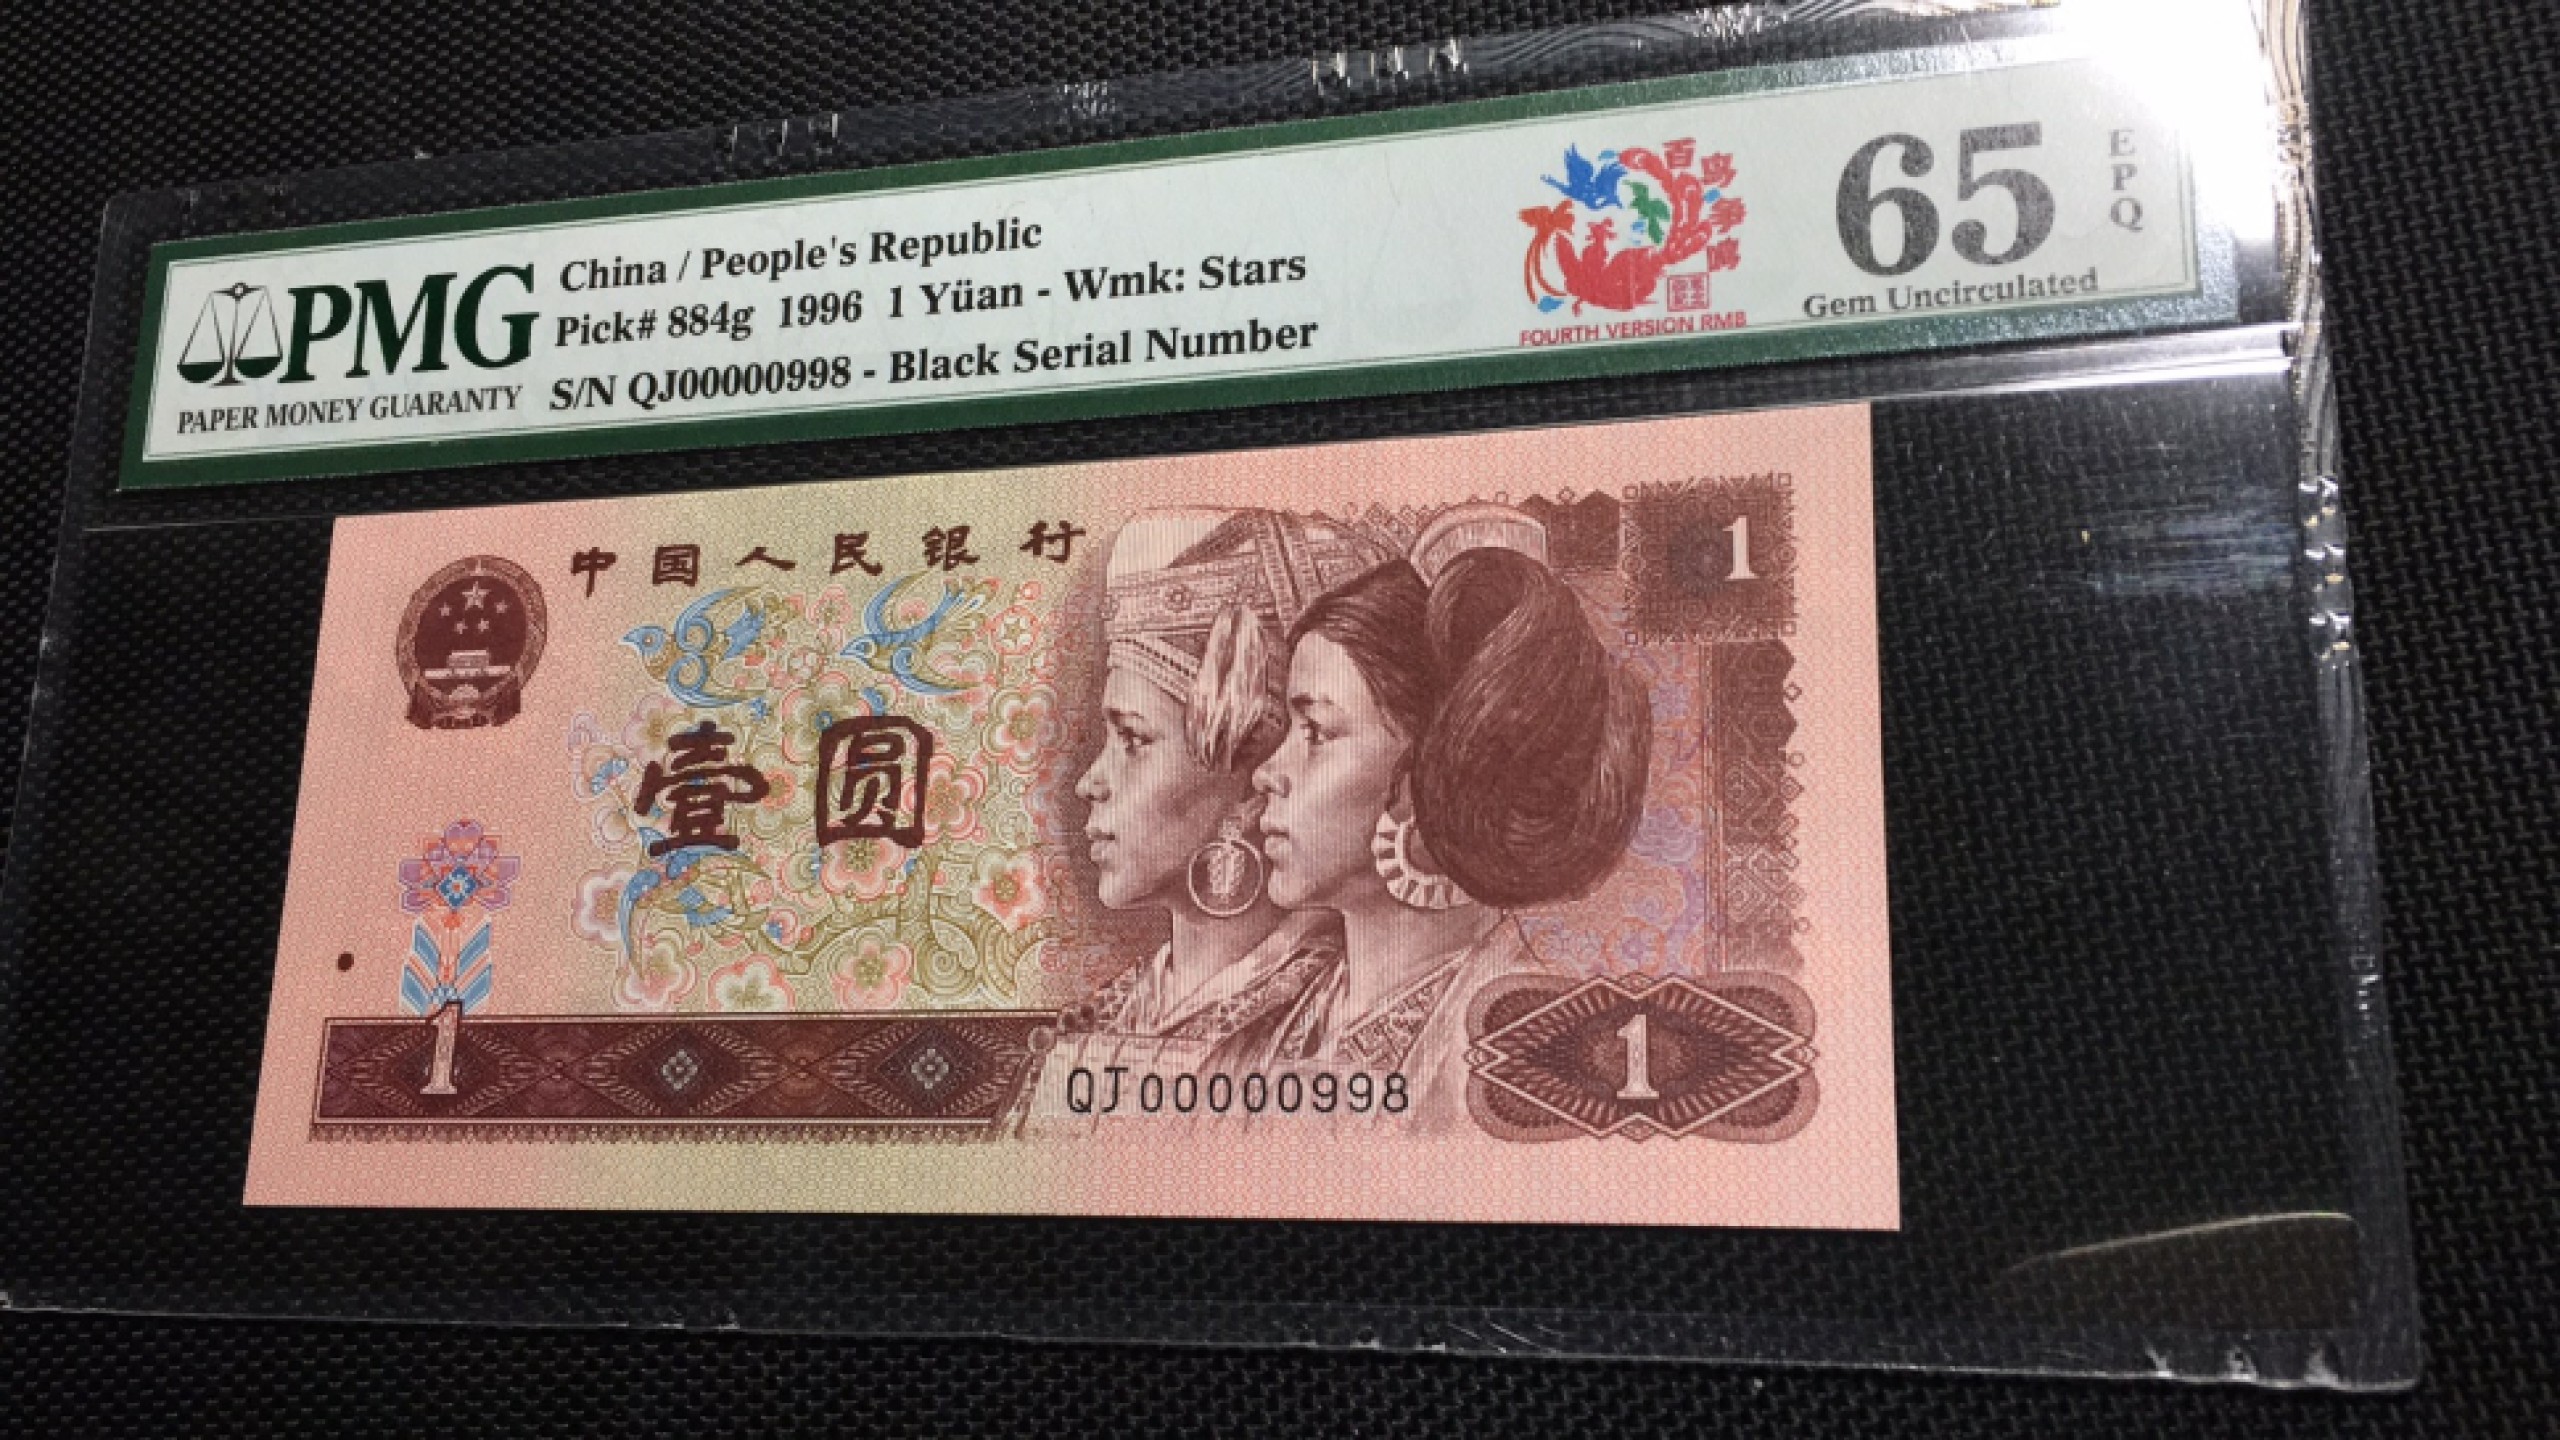 PMG
PAPER MONEY GUARANTY
China / People's Republic
Pick# 884g 1996 1 Yüan - Wmk: Stars
S/N QJ00000998 - Black Serial Number
百鸟争鸣
FOURTH VERSION RMB
65
Gem Uncirculated
EPQ
中国人民银行
1
壹圆
1
QJ00000998
1